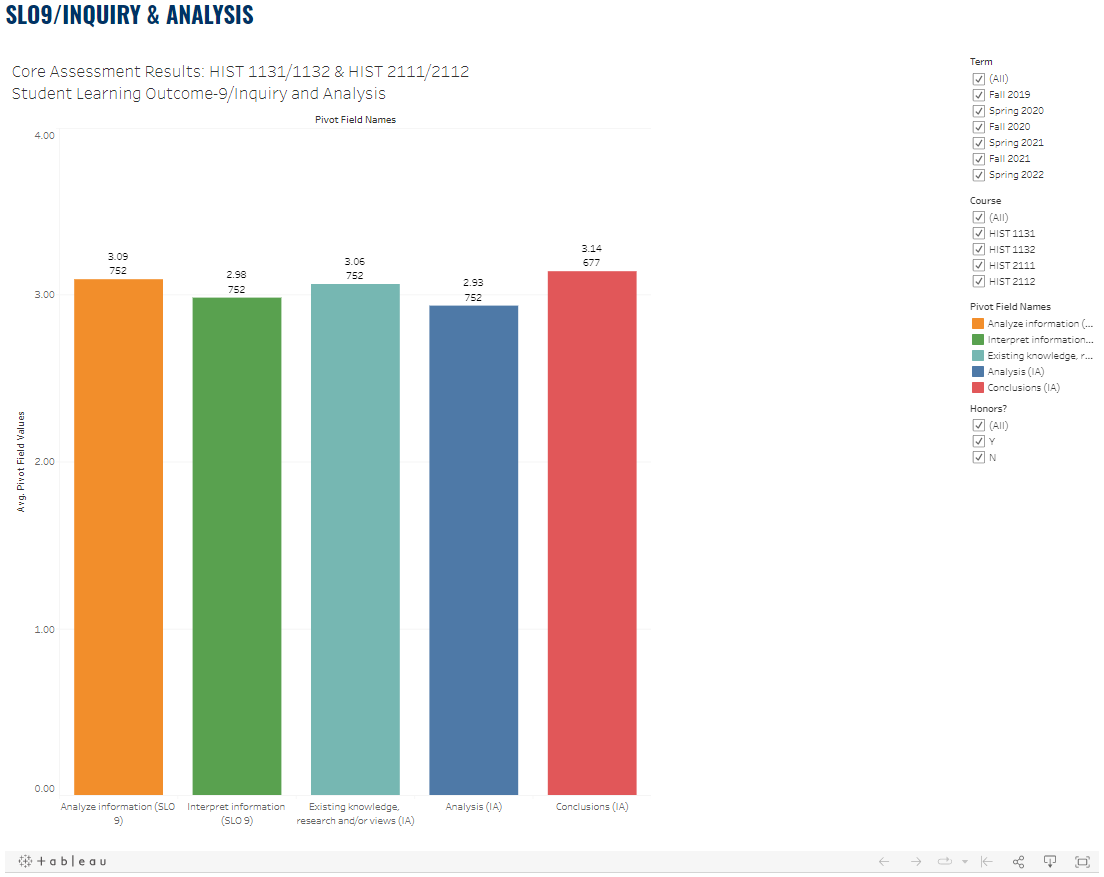 SLO9/INQUIRY & ANALYSIS
Core Assessment Results: HIST 1131/1132 & HIST 2111/2112
Student Learning Outcome-9/Inquiry and Analysis
Pivot Field Names
4.00
3.00
2.00
1.00
0.00
Avg. Pivot Field Values
3.09
752
2.98
752
3.06
752
2.93
752
3.14
677
Analyze information (SLO
9)
Interpret information
(SLO 9)
Existing knowledge,
research and/or views (IA)
Analysis (IA)
Conclusions (IA)
Term
(All)
Fall 2019
Spring 2020
Fall 2020
Spring 2021
Fall 2021
Spring 2022
Course
(All)
HIST 1131
HIST 1132
HIST 2111
HIST 2112
Pivot Field Names
Analyze information (...
Interpret information...
Existing knowledge, r...
Analysis (IA)
Conclusions (IA)
Honors?
(All)
Y
N
+ableau